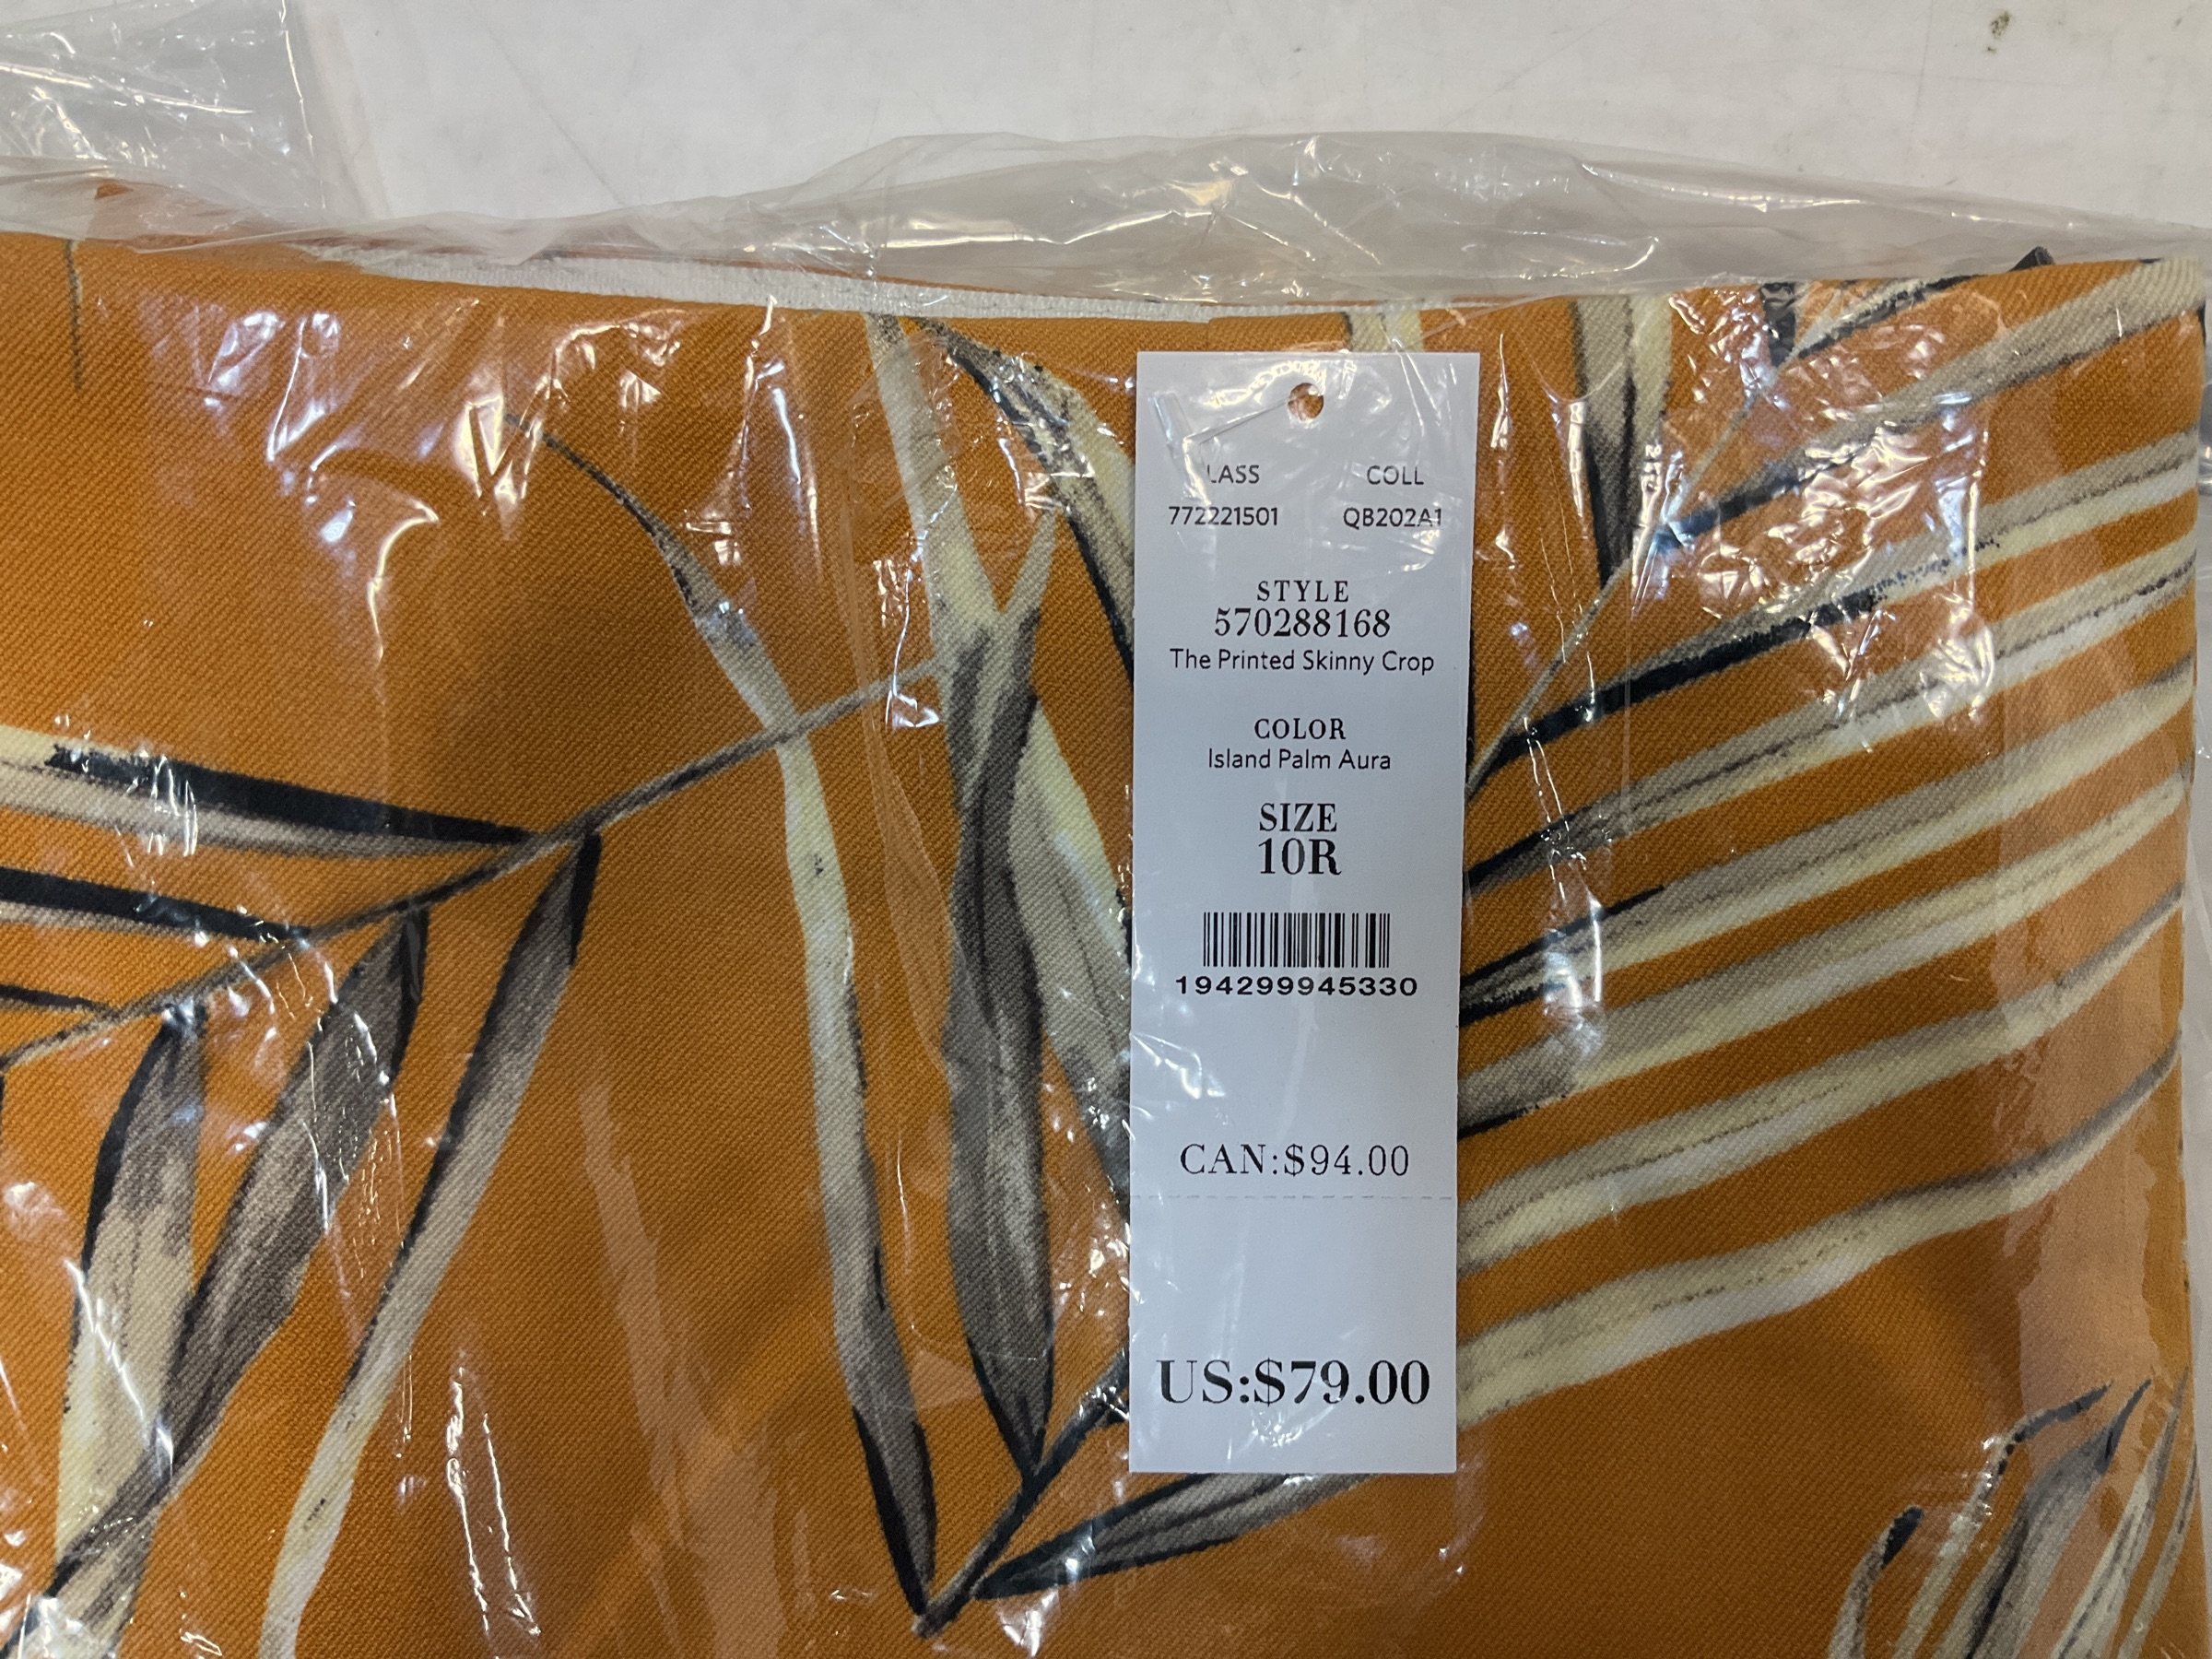 COLL
772221501 QB202A1
STYLE
570288168
The Printed Skinny Crop
COLOR
Island Palm Aura
SIZE
10R
194299945330
CAN:$94.00
US:$79.00